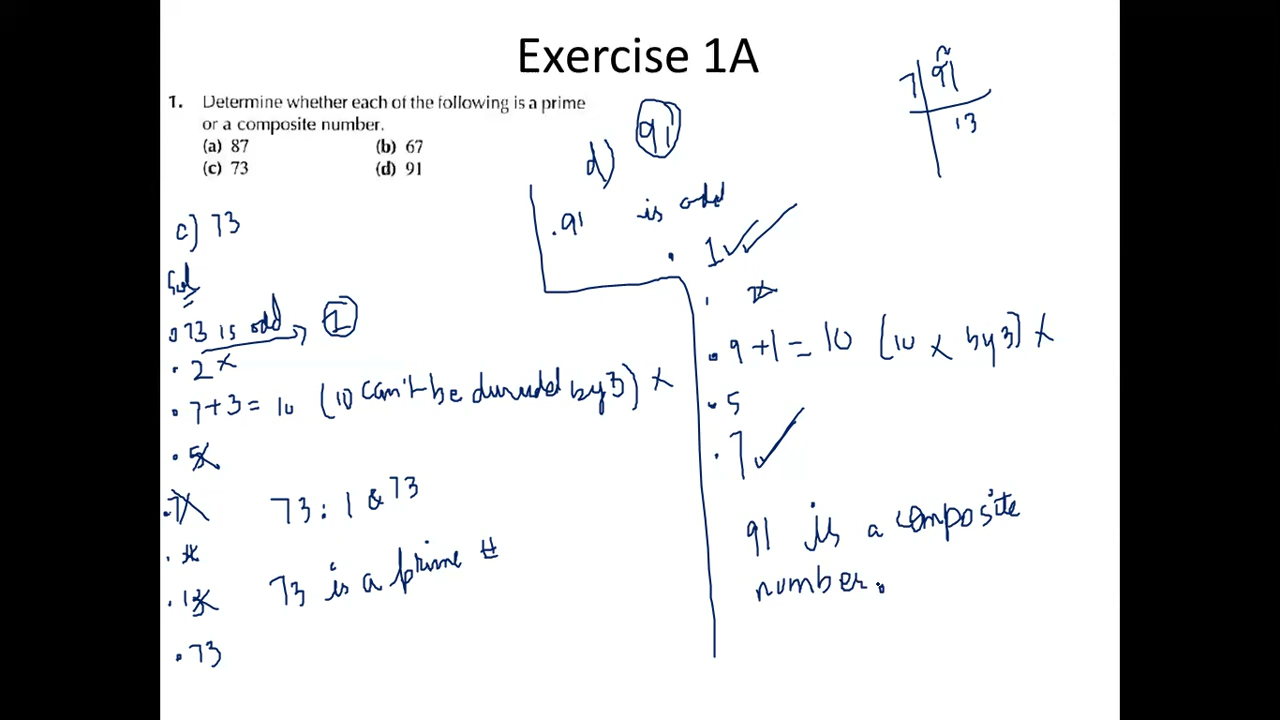 Exercise 1A
1. Determine whether each of the following is a prime
or a composite number.
(a) 87 (b) 67
(c) 73 (d) 91
7 91
13
c) 73
Sol
73 is odd 1
2 ×
7+3 = 10 (10 can't be divided by 3) ×
5
7
13
73
73 : 1 & 73
73 is a prime #
d) 91
91 is odd
1 ✓✓
9+1 = 10 (10 × by 3) ×
5
7 ✓
91 is a composite
number.